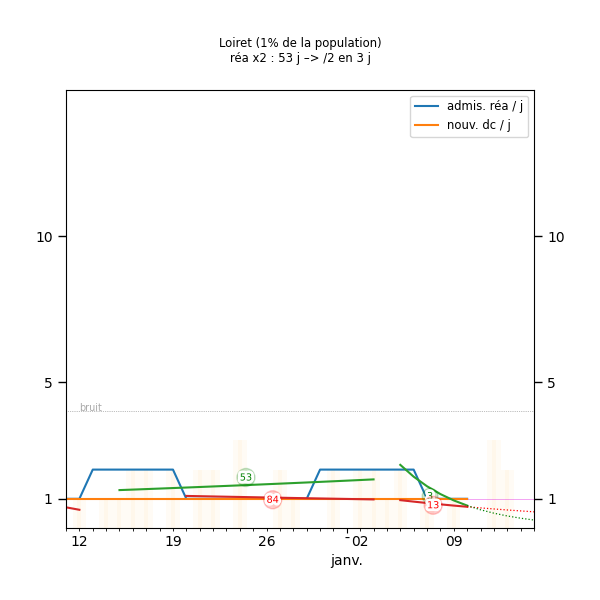 Loiret (1% de la population)
réa x2 : 53 j –> /2 en 3 j
admis. réa / j
nouv. dc / j
10
10
5
5
bruit
53
84
3
13
1
1
12
19
26
02
09
janv.